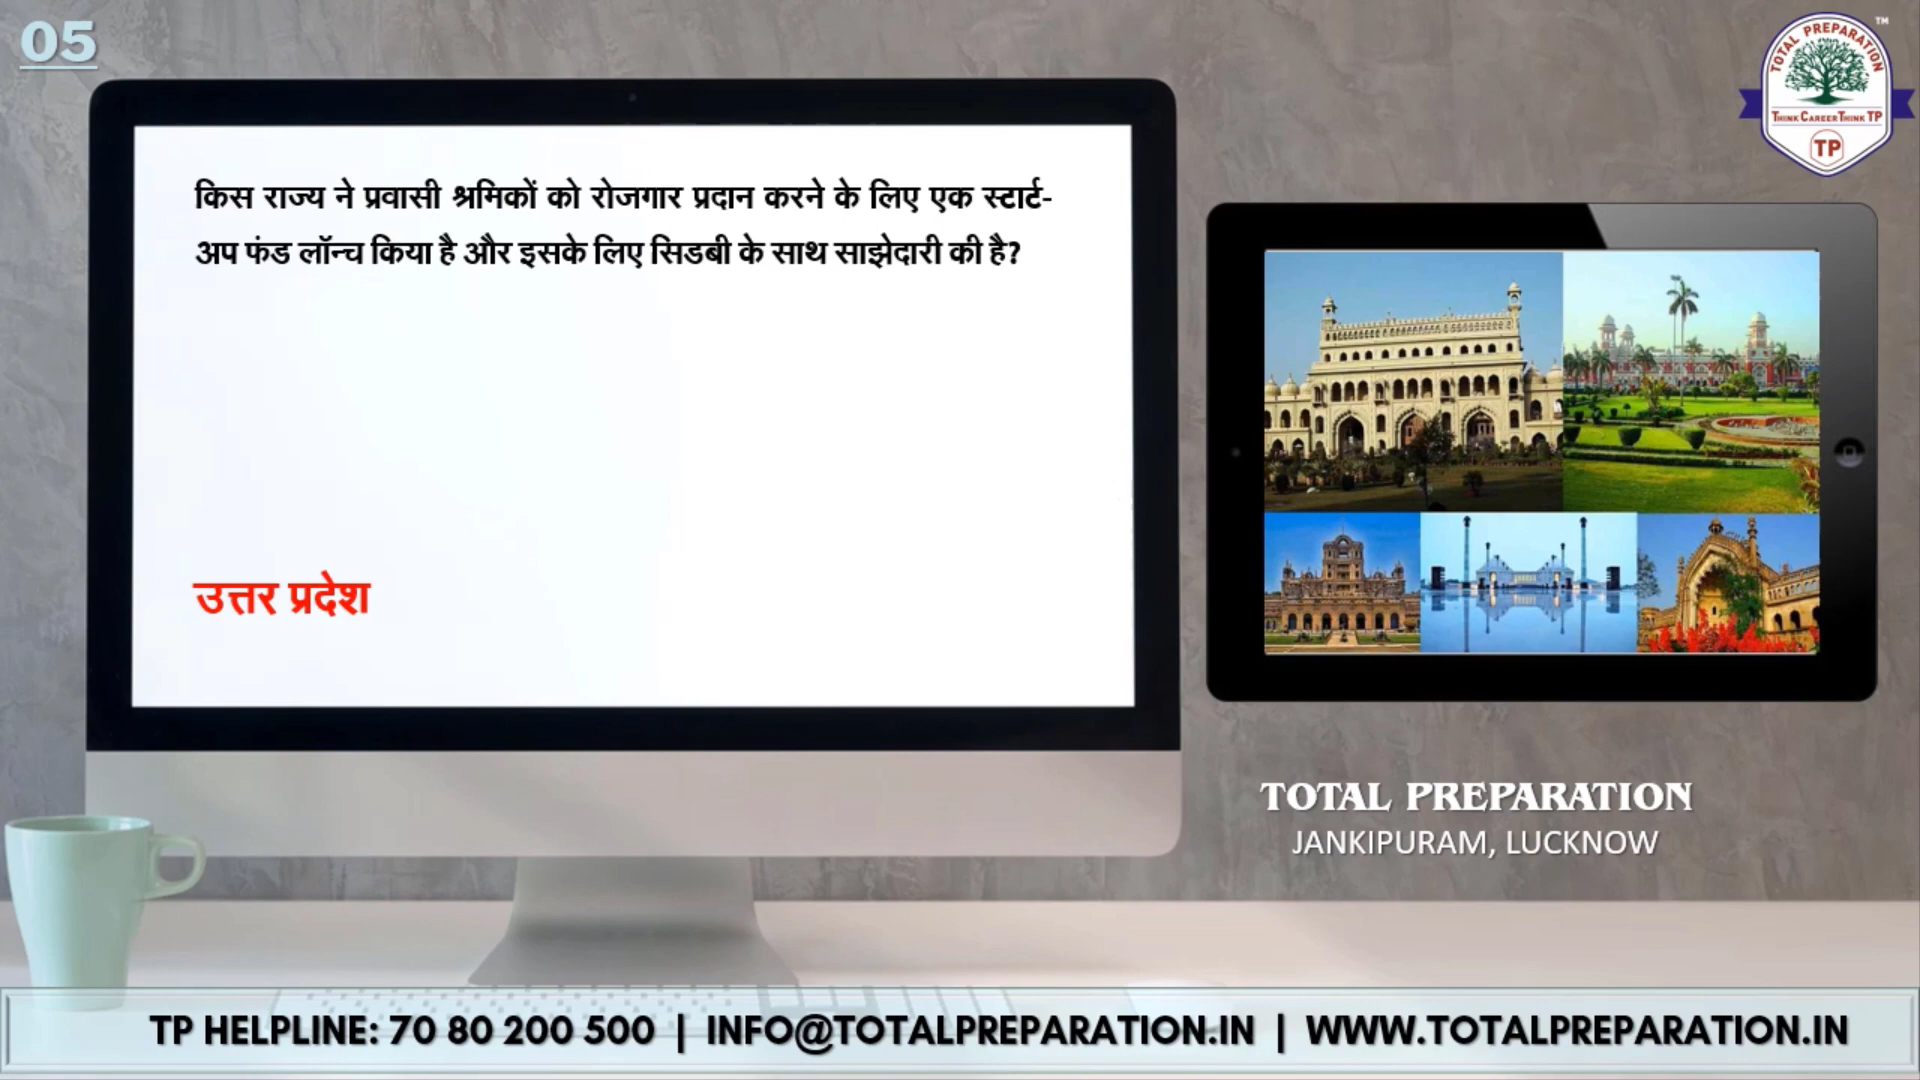 05
TOTAL PREPARATION
TM
THINK CAREER THINK TP
TP
किस राज्य ने प्रवासी श्रमिकों को रोजगार प्रदान करने के लिए एक स्टार्ट-
अप फंड लॉन्च किया है और इसके लिए सिडबी के साथ साझेदारी की है?
उत्तर प्रदेश
TOTAL PREPARATION
JANKIPURAM, LUCKNOW
TP HELPLINE: 70 80 200 500 | INFO@TOTALPREPARATION.IN | WWW.TOTALPREPARATION.IN